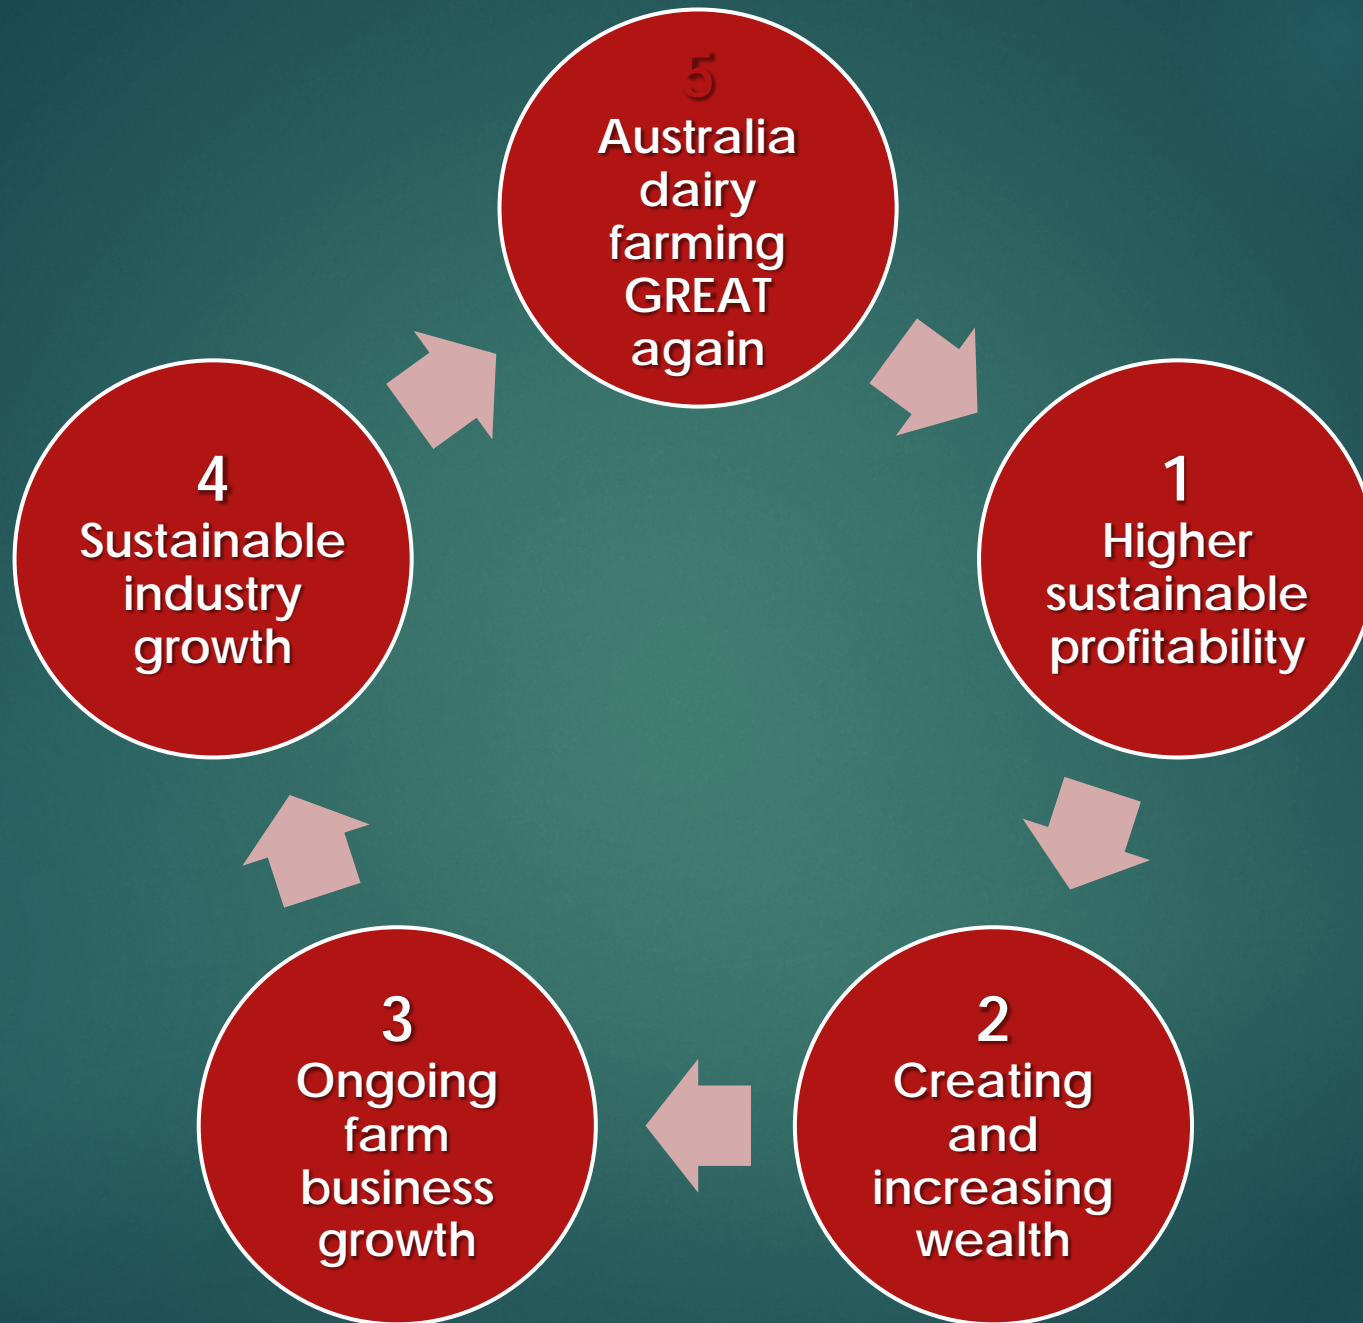 5
Australia
dairy
farming
GREAT
again
4
Sustainable
industry
growth
1
Higher
sustainable
profitability
3
Ongoing
farm
business
growth
2
Creating
and
increasing
wealth